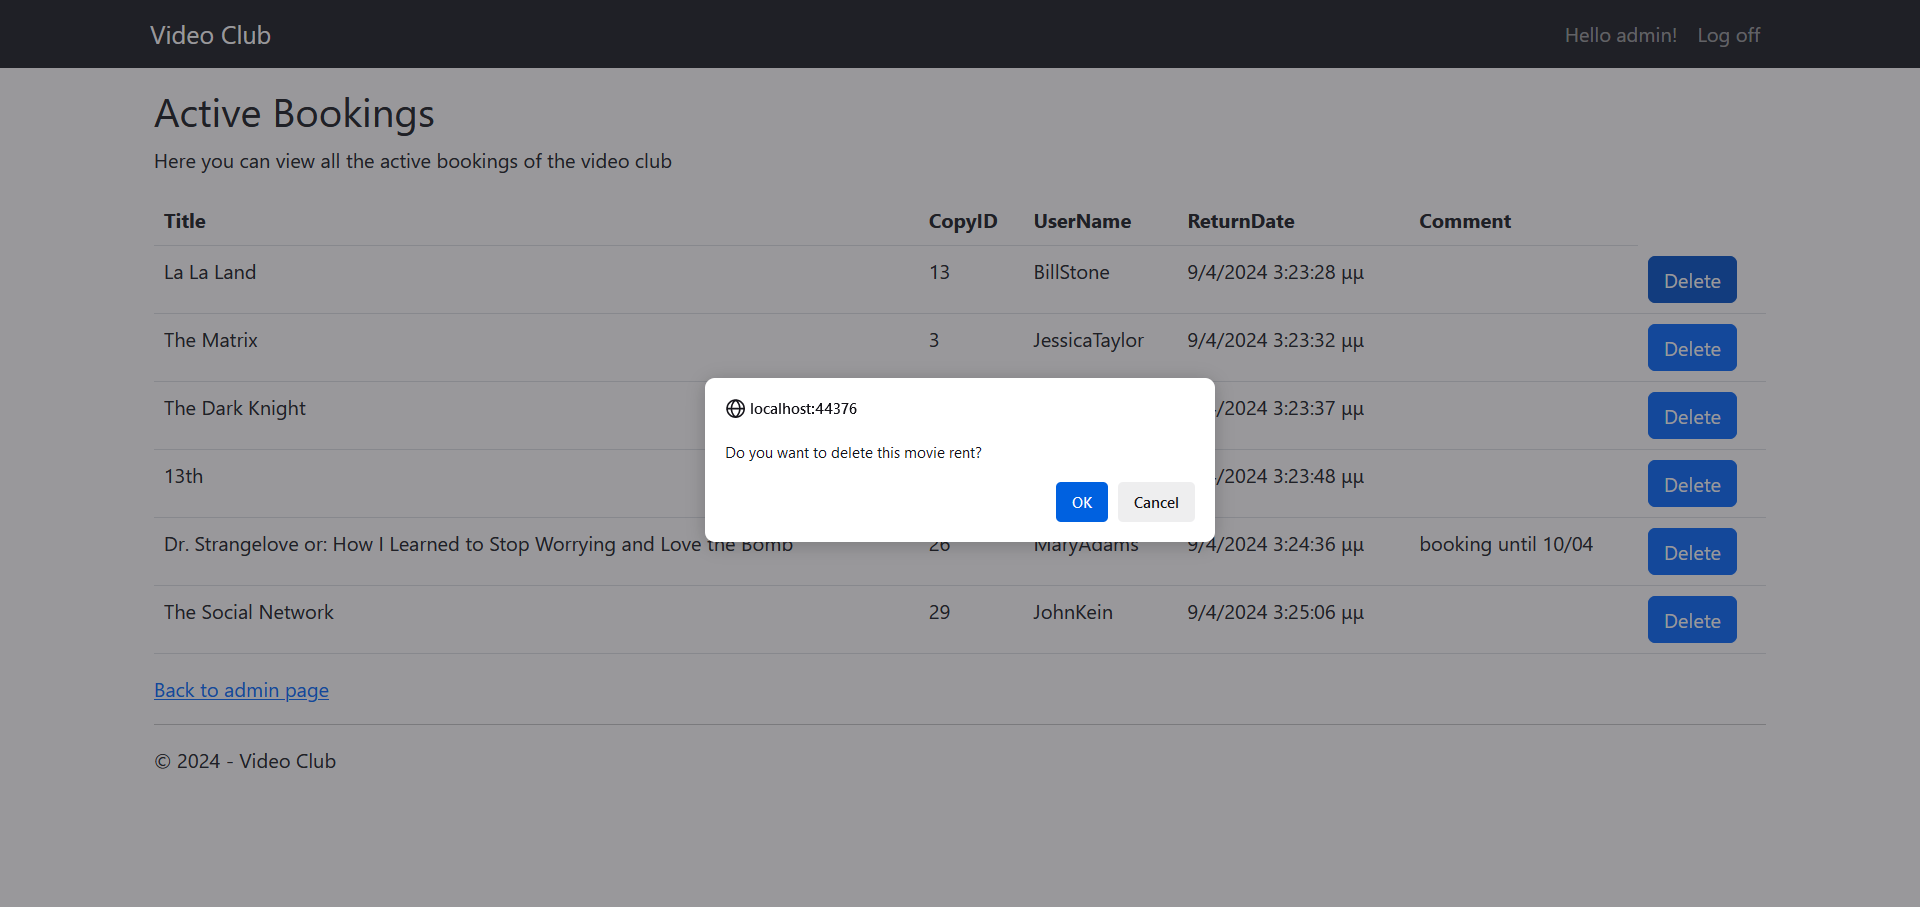 Video Club Hello admin! Log off
Active Bookings
Here you can view all the active bookings of the video club
Title CopyID UserName ReturnDate Comment
La La Land 13 BillStone 9/4/2024 3:23:28 μμ Delete
The Matrix 3 JessicaTaylor 9/4/2024 3:23:32 μμ Delete
The Dark Knight /2024 3:23:37 μμ Delete
13th /2024 3:23:48 μμ Delete
localhost:44376
Do you want to delete this movie rent?
OK Cancel
Dr. Strangelove or: How I Learned to Stop Worrying and Love the Bomb 26 MaryAdams 9/4/2024 3:24:36 μμ booking until 10/04 Delete
The Social Network 29 JohnKein 9/4/2024 3:25:06 μμ Delete
Back to admin page
© 2024 - Video Club